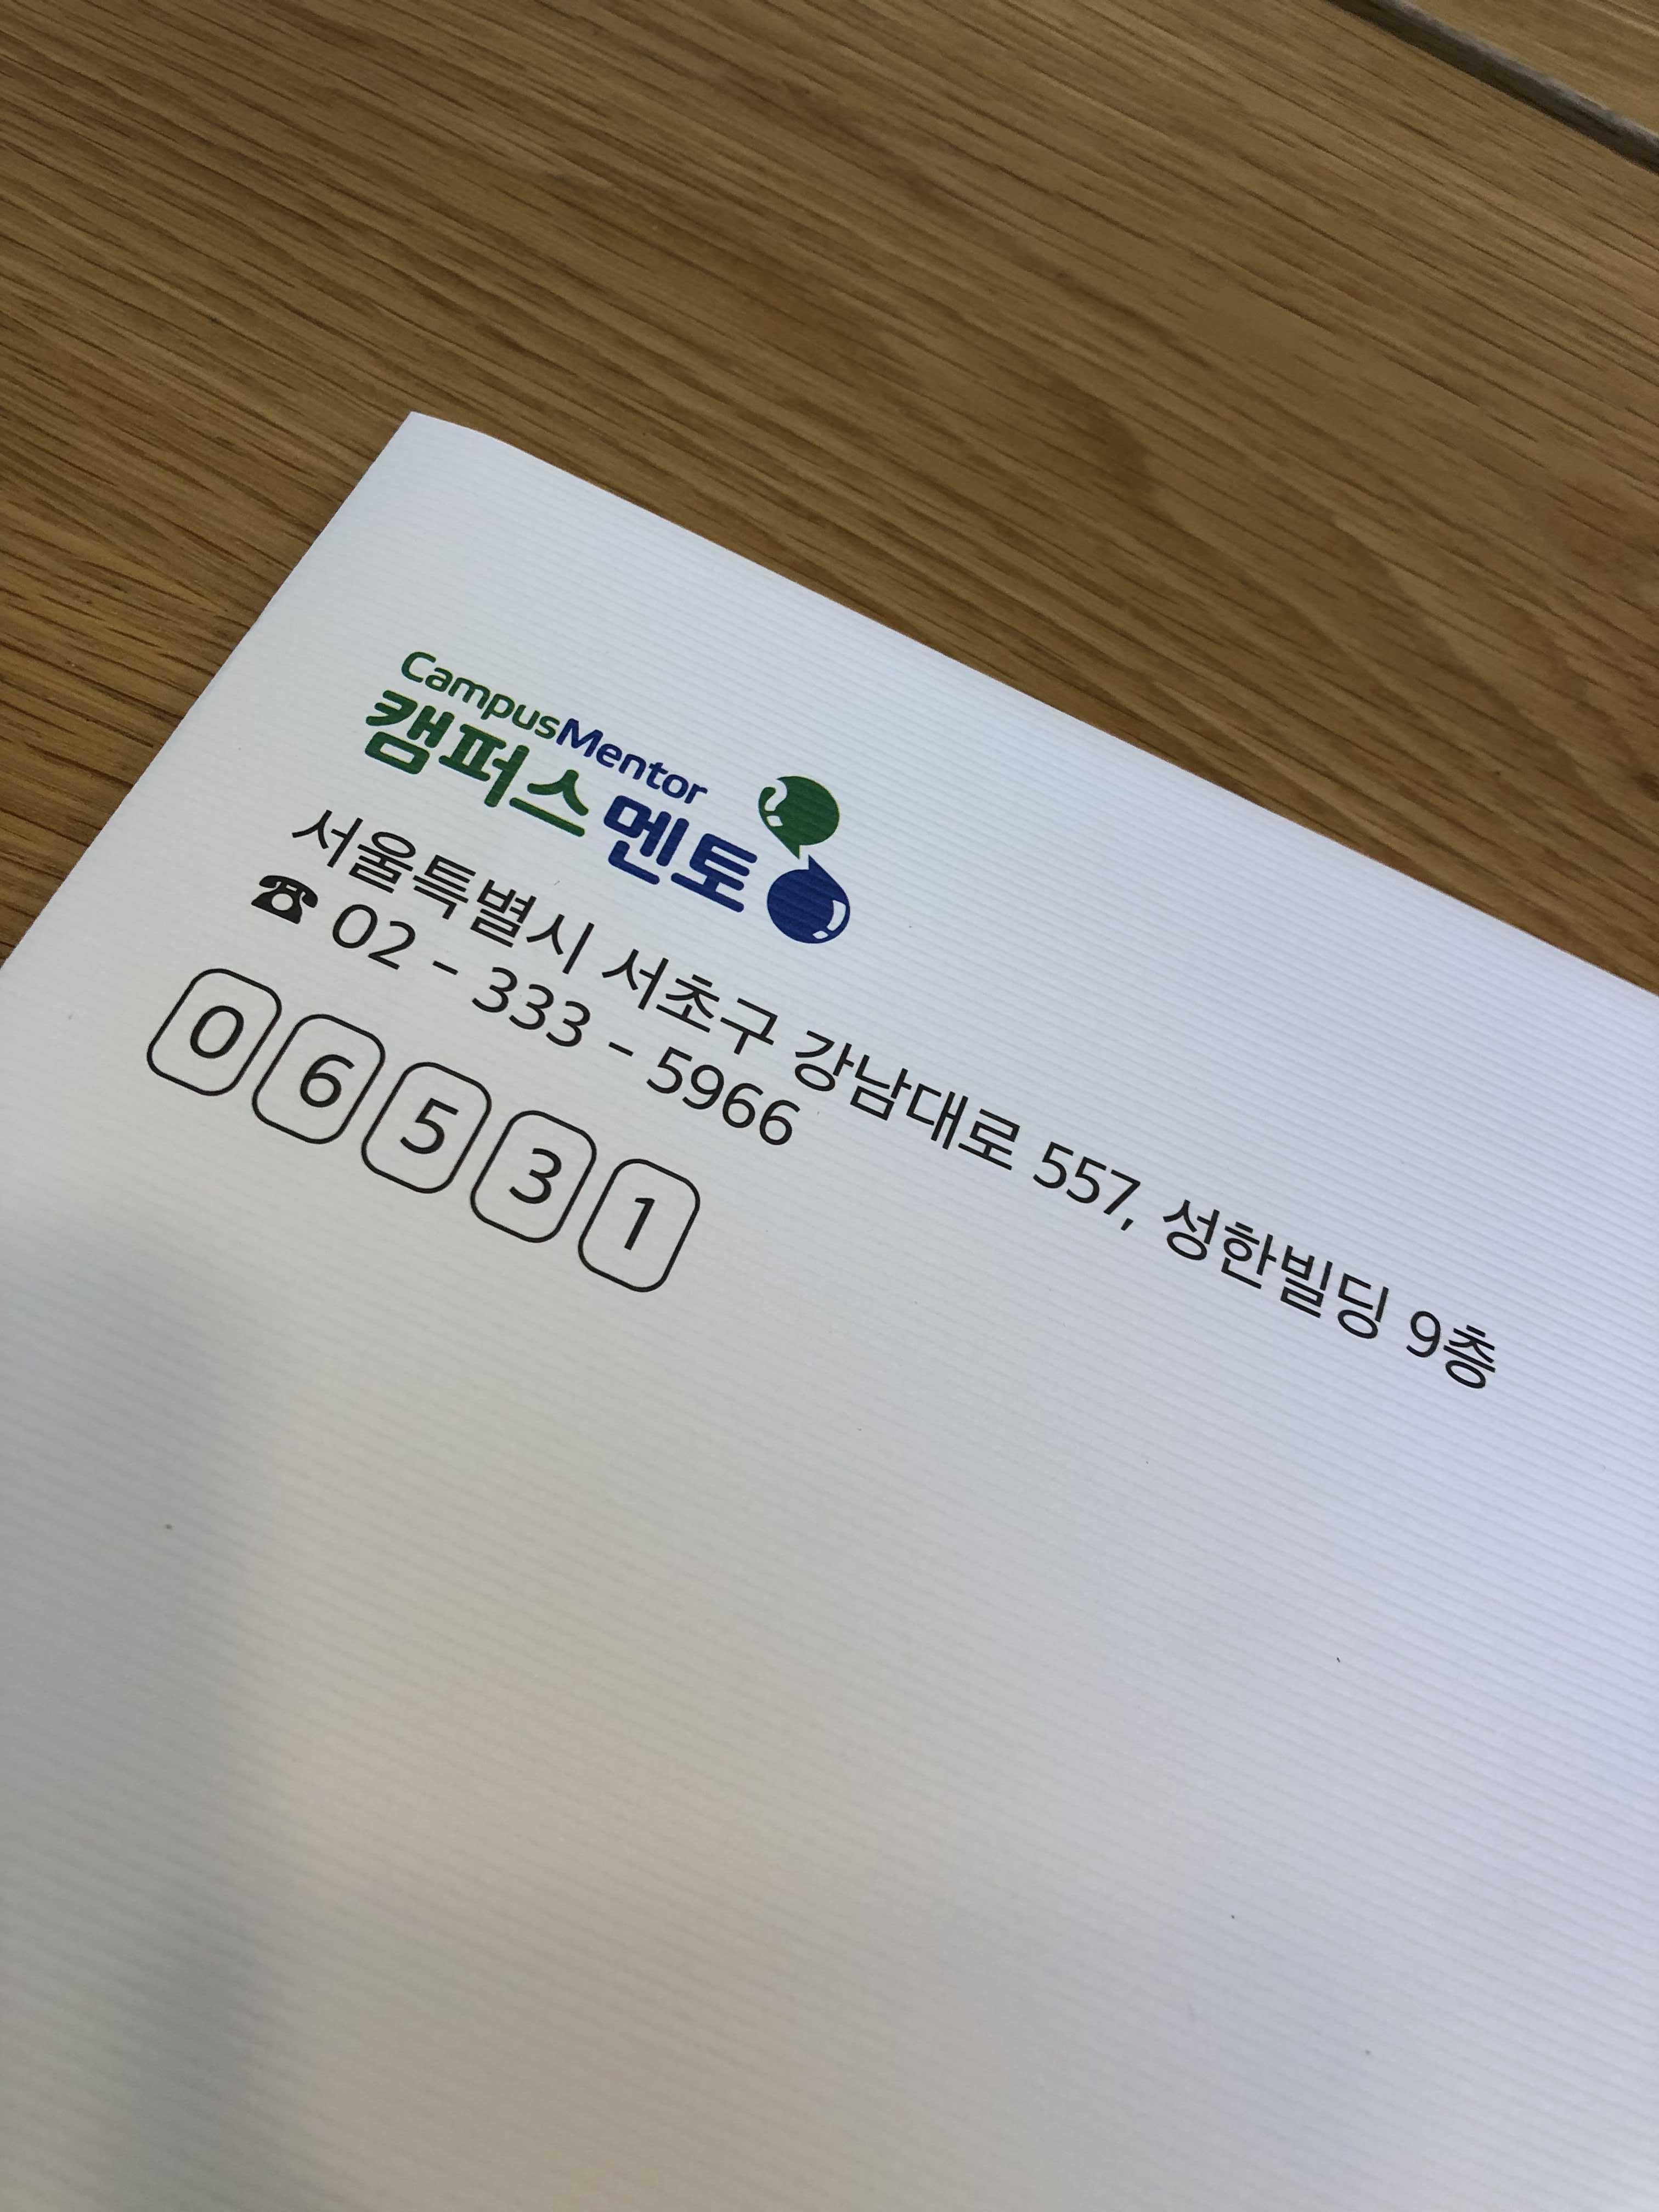 CampusMentor
캠퍼스멘토
서울특별시 서초구 강남대로 557, 성한빌딩 9층
☎ 02 - 333 - 5966
06531